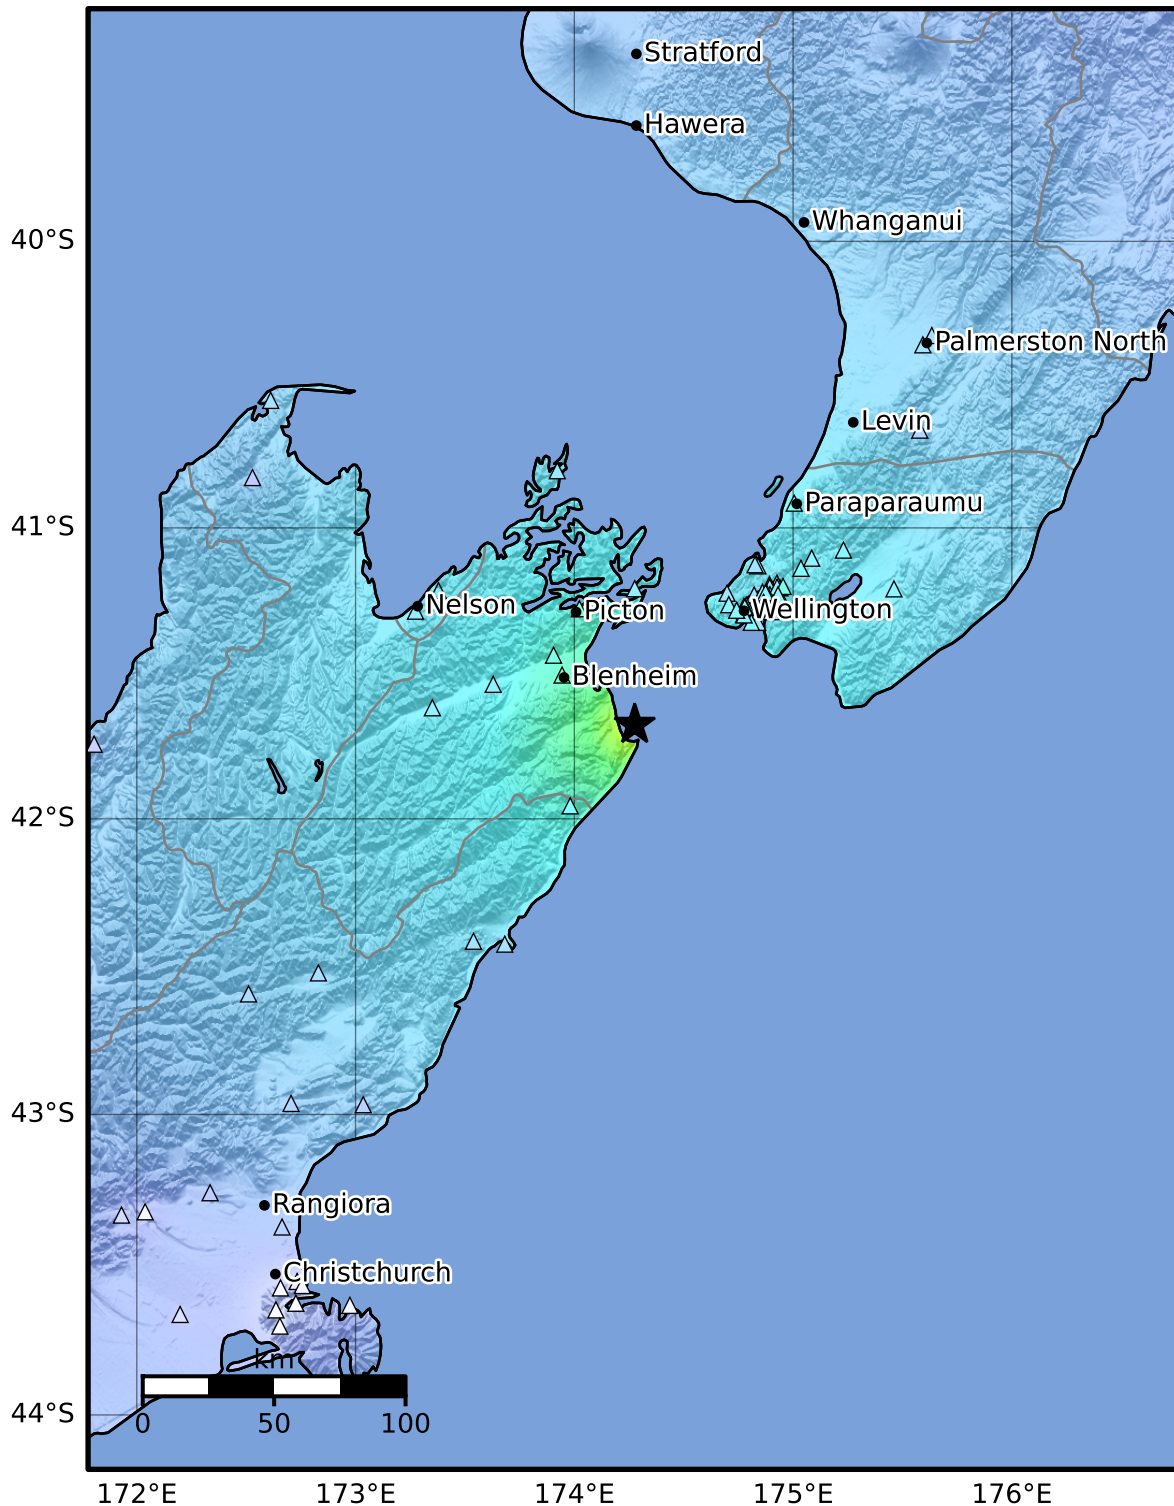 Stratford
Hawera
Whanganui
40°S
Palmerston North
Levin
Paraparaumu
41°S
Nelson
Picton
Wellington
Blenheim
42°S
43°S
Rangiora
Christchurch
km
0 50 100
44°S
172°E 173°E 174°E 175°E 176°E